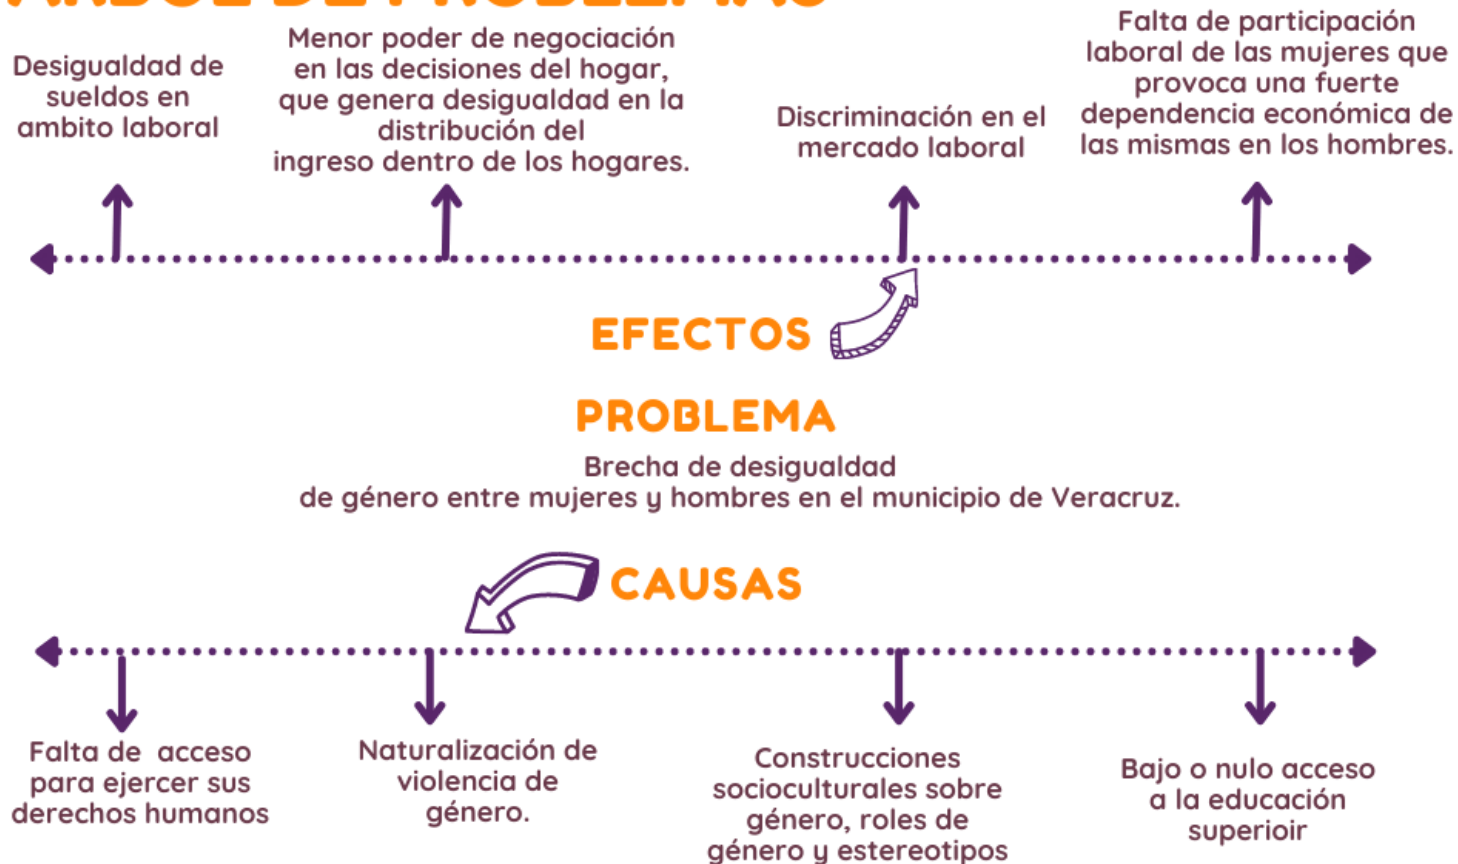 ÁRBOL DE PROBLEMAS
Desigualdad de
sueldos en
ambito laboral
Menor poder de negociación
en las decisiones del hogar,
que genera desigualdad en la
distribución del
ingreso dentro de los hogares.
Discriminación en el
mercado laboral
Falta de participación
laboral de las mujeres que
provoca una fuerte
dependencia económica de
las mismas en los hombres.
EFECTOS
PROBLEMA
Brecha de desigualdad
de género entre mujeres y hombres en el municipio de Veracruz.
CAUSAS
Falta de acceso
para ejercer sus
derechos humanos
Naturalización de
violencia de
género.
Construcciones
socioculturales sobre
género, roles de
género y estereotipos
Bajo o nulo acceso
a la educación
superioir